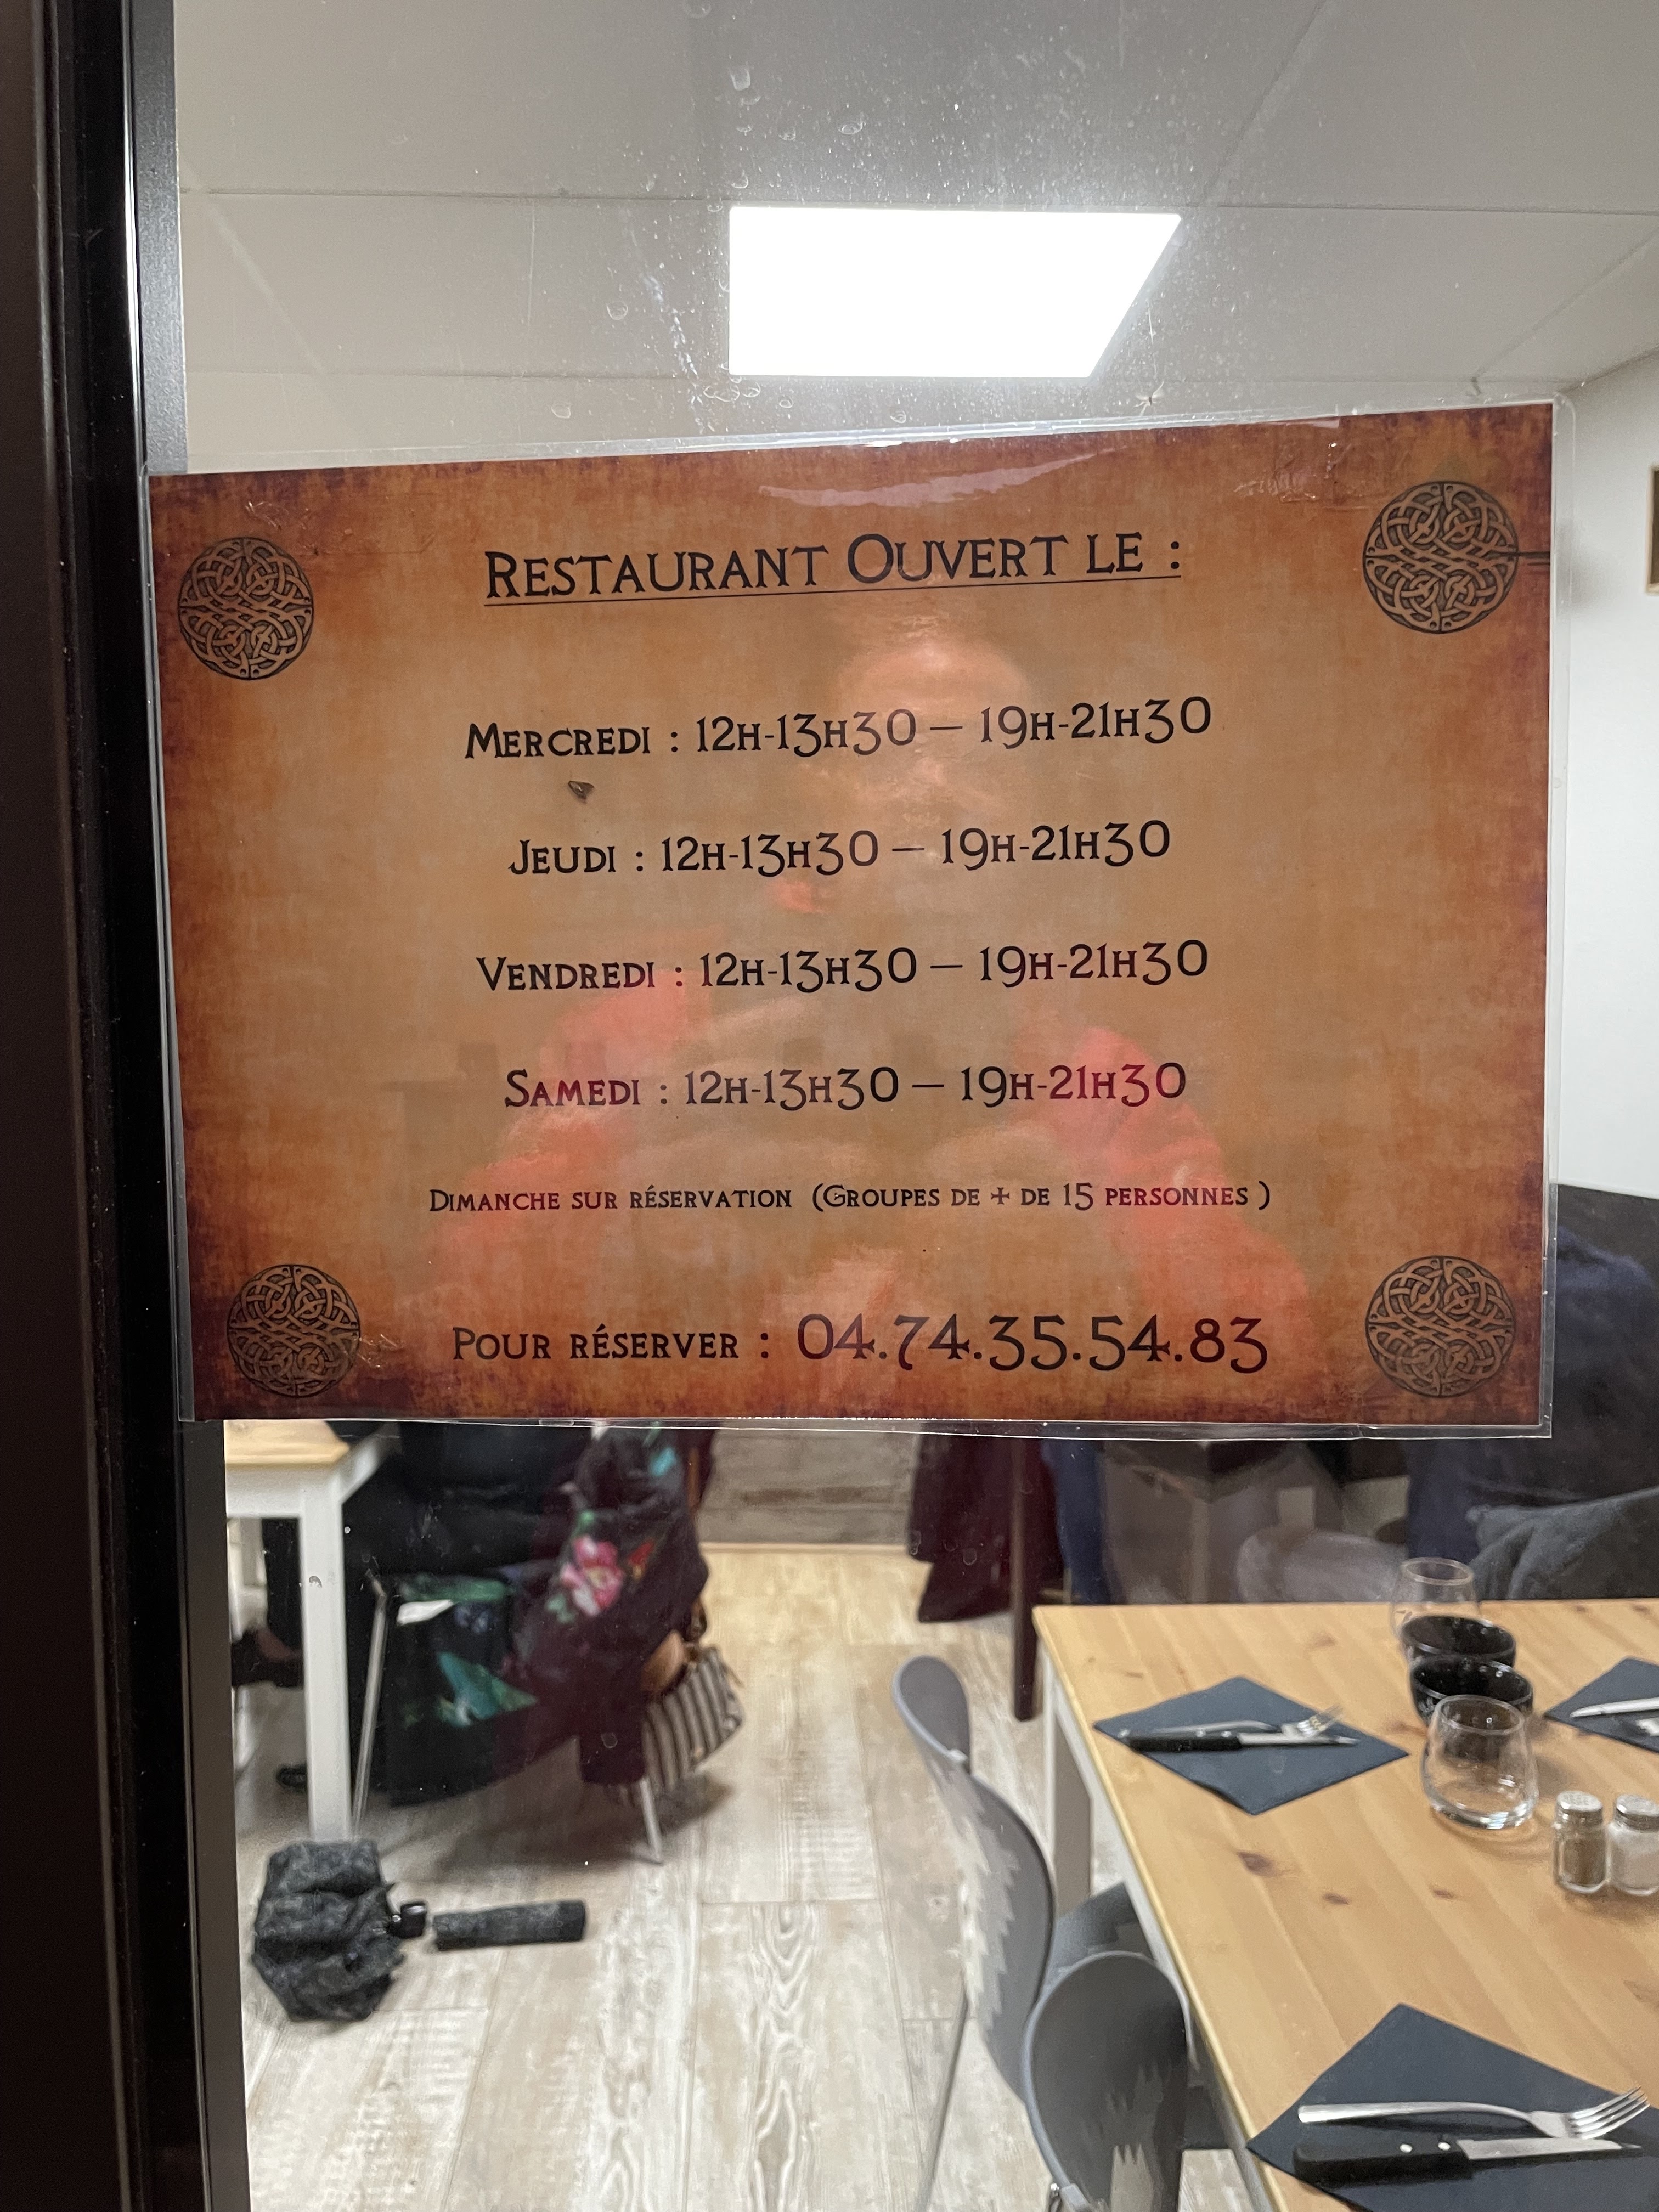 Restaurant Ouvert le :
Mercredi : 12h-13h30 – 19h-21h30
Jeudi : 12h-13h30 – 19h-21h30
Vendredi : 12h-13h30 – 19h-21h30
Samedi : 12h-13h30 – 19h-21h30
Dimanche sur réservation (Groupes de + de 15 personnes )
Pour réserver : 04.74.35.54.83